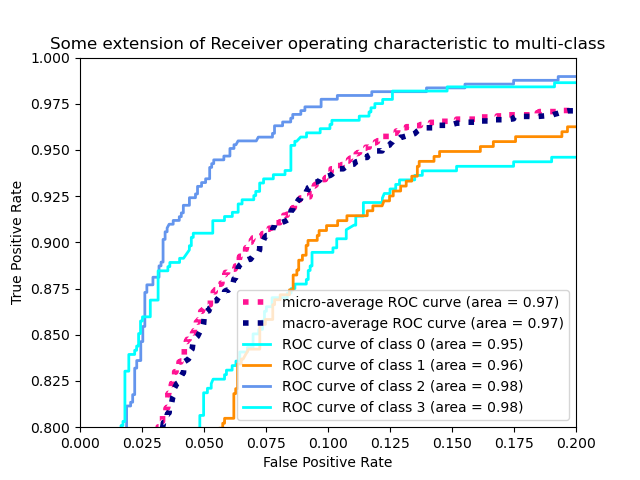 Some extension of Receiver operating characteristic to multi-class
1.000
0.975
0.950
0.925
0.900
0.875
0.850
0.825
0.800
True Positive Rate
micro-average ROC curve (area = 0.97)
macro-average ROC curve (area = 0.97)
ROC curve of class 0 (area = 0.95)
ROC curve of class 1 (area = 0.96)
ROC curve of class 2 (area = 0.98)
ROC curve of class 3 (area = 0.98)
0.000 0.025 0.050 0.075 0.100 0.125 0.150 0.175 0.200
False Positive Rate